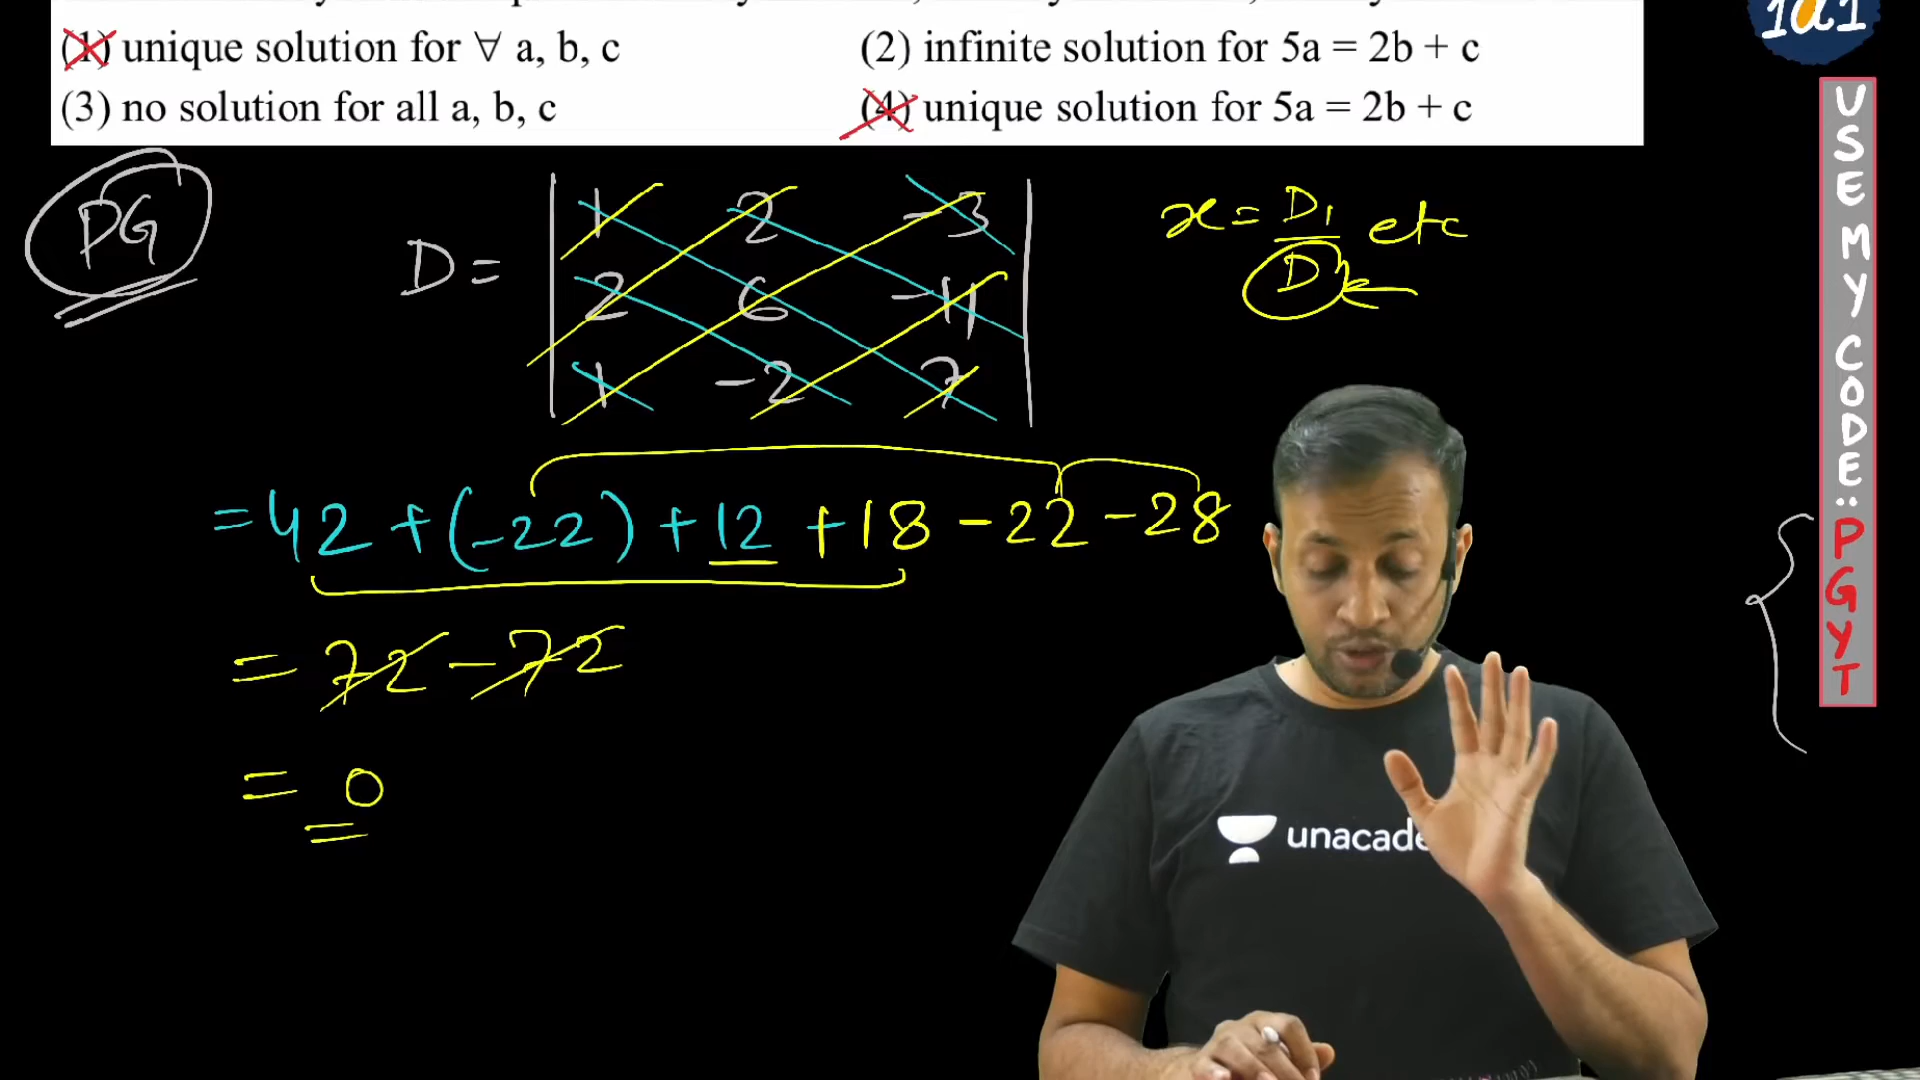 (1) unique solution for ∀ a, b, c
(2) infinite solution for 5a = 2b + c
(3) no solution for all a, b, c
(4) unique solution for 5a = 2b + c
PG
D =
1 2 -3
2 6 -11
1 -2 7
x = D1/D etc
= 42 + (-22) + 12 + 18 - 22 - 28
= 72 - 72
= 0
unacade
1a1
USE MY CODE:: PGYT